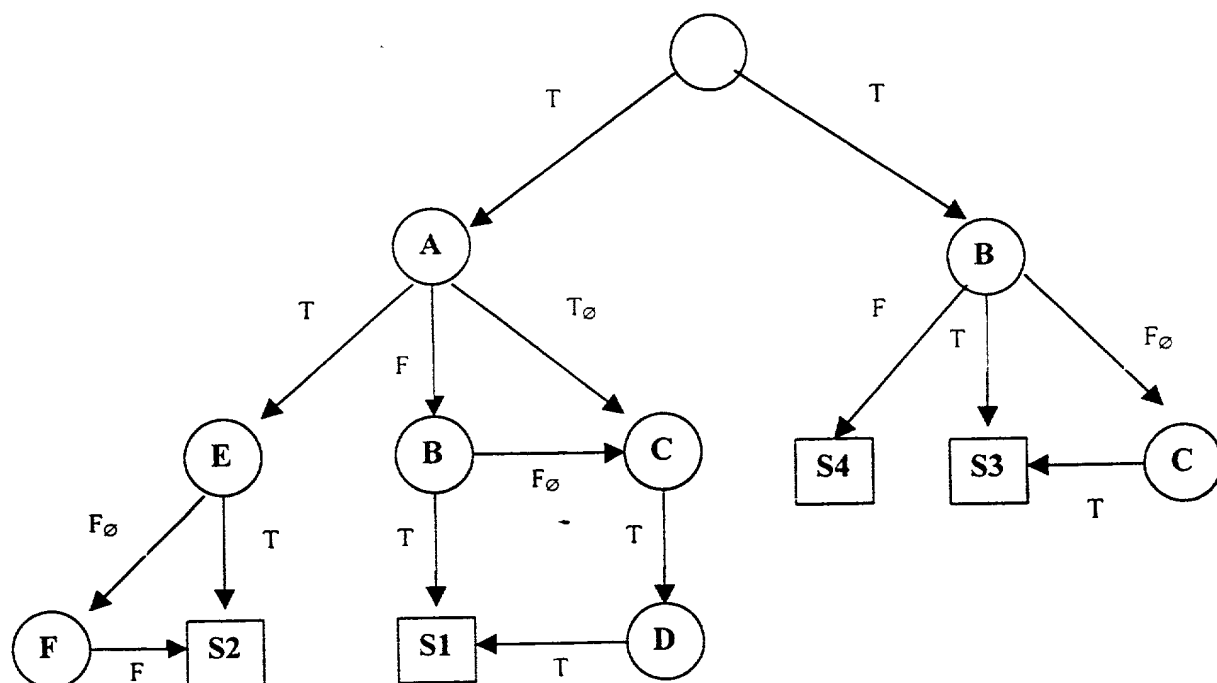 T T
A B
T F T∅ F T F∅
E B C S4 S3 C
F∅ T
F∅ T T T
F S2 S1 D
F T